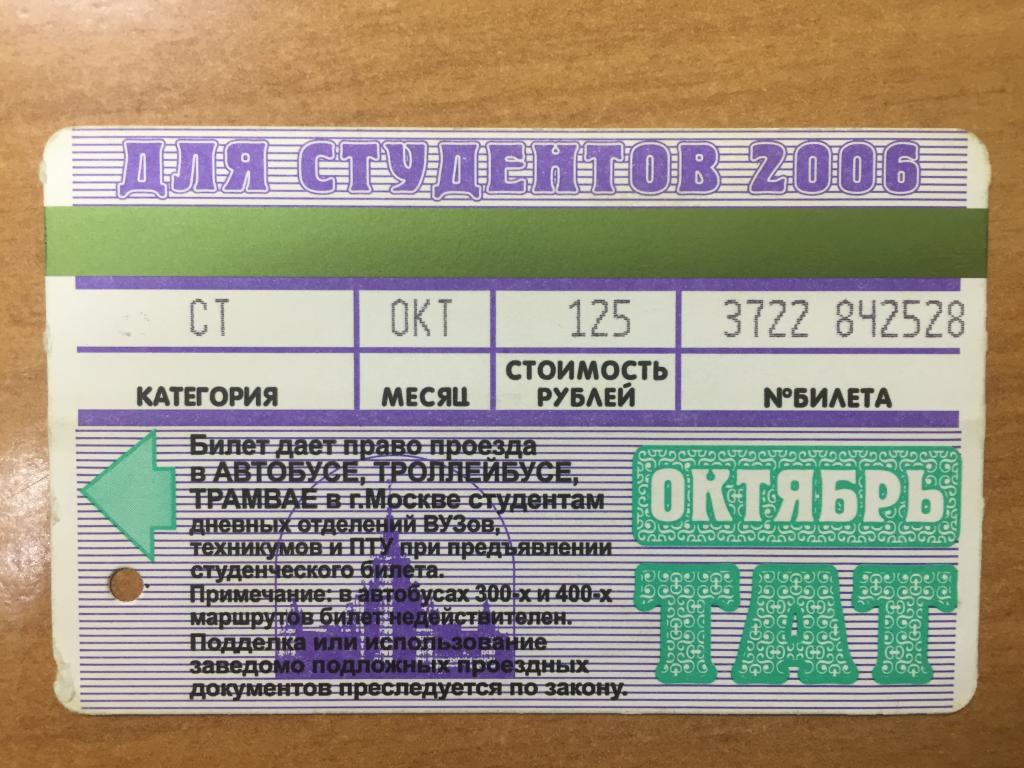 ДЛЯ СТУДЕНТОВ 2006
СТ ОКТ 125 3722 842528
КАТЕГОРИЯ МЕСЯЦ СТОИМОСТЬ РУБЛЕЙ №БИЛЕТА
Билет дает право проезда
в АВТОБУСЕ, ТРОЛЛЕЙБУСЕ,
ТРАМВАЕ в г.Москве студентам
дневных отделений ВУЗов,
техникумов и ПТУ при предъявлении
студенческого билета.
Примечание: в автобусах 300-х и 400-х
маршрутов билет недействителен.
Подделка или использование
заведомо подложных проездных
документов преследуется по закону.
ОКТЯБРЬ
ТАТ